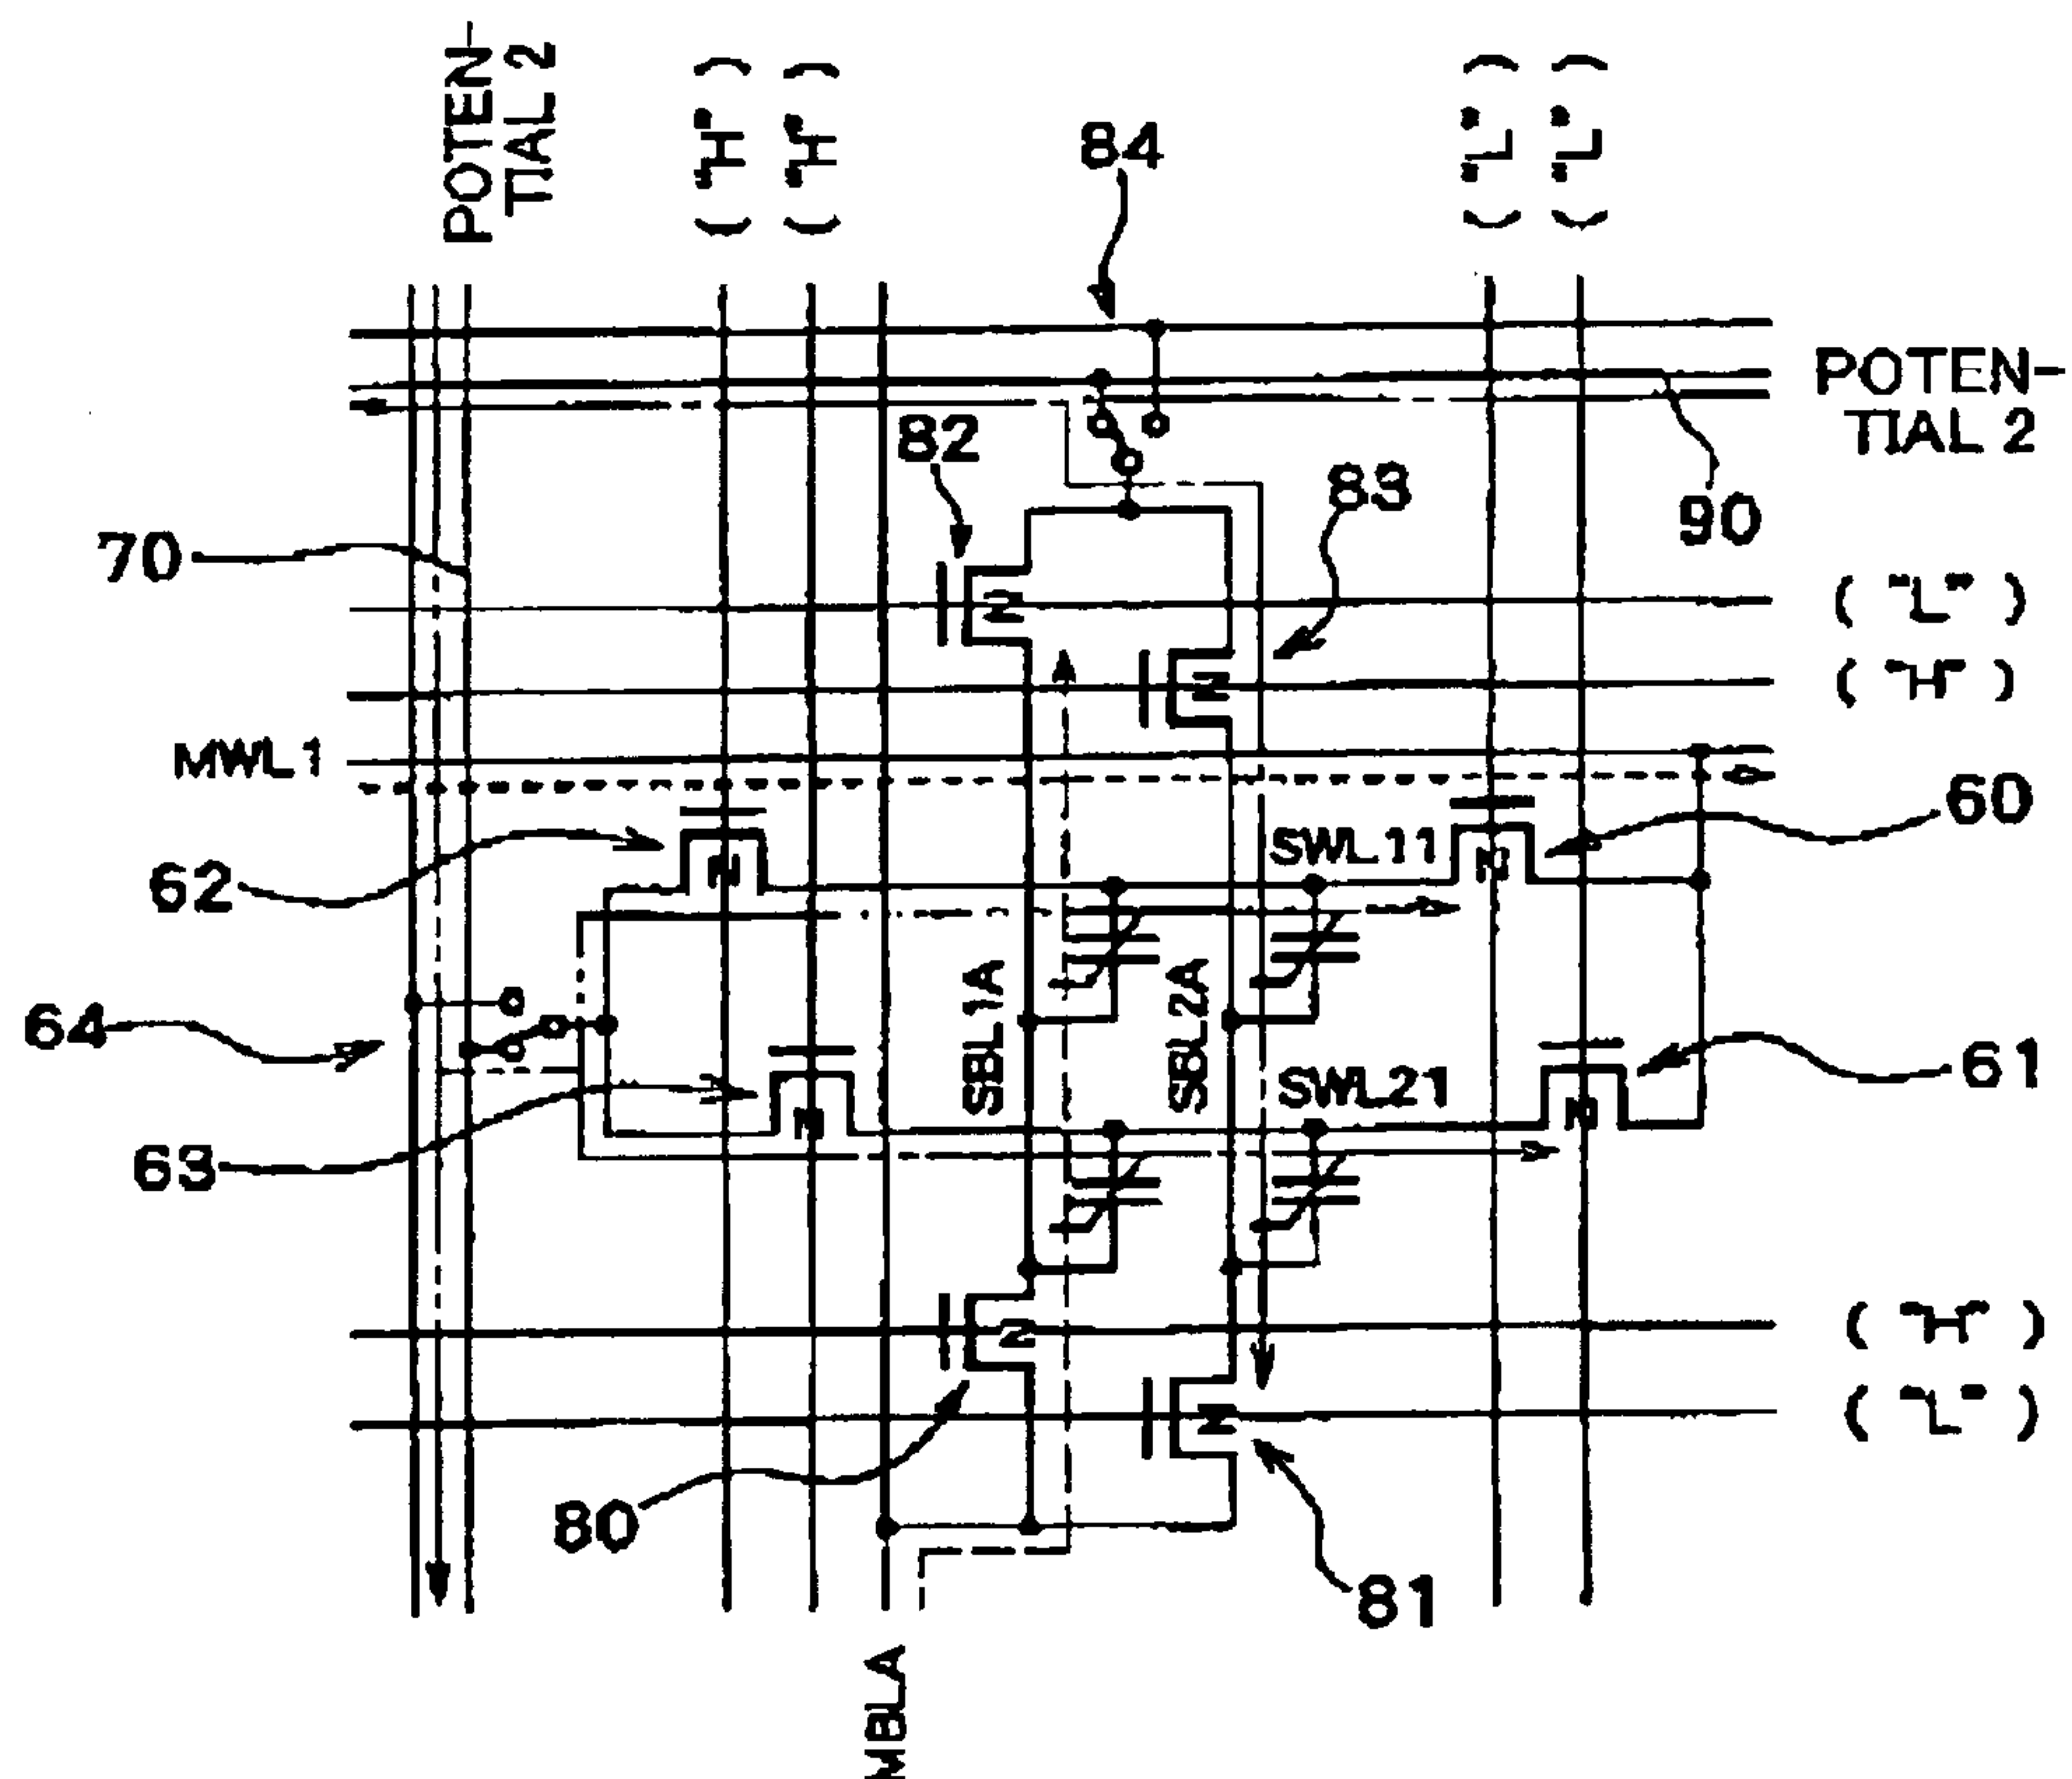 POTEN-
TIAL 2
("H")
("H")
84
("L")
("L")
POTEN-
TIAL 2
82
83
90
70
("L")
N
("H")
N
MWL1
60
62
N
SWL11
N
SBL1A
SBL2A
64
61
SWL21
N
N
63
("H")
N
("L")
N
80
81
MBLA